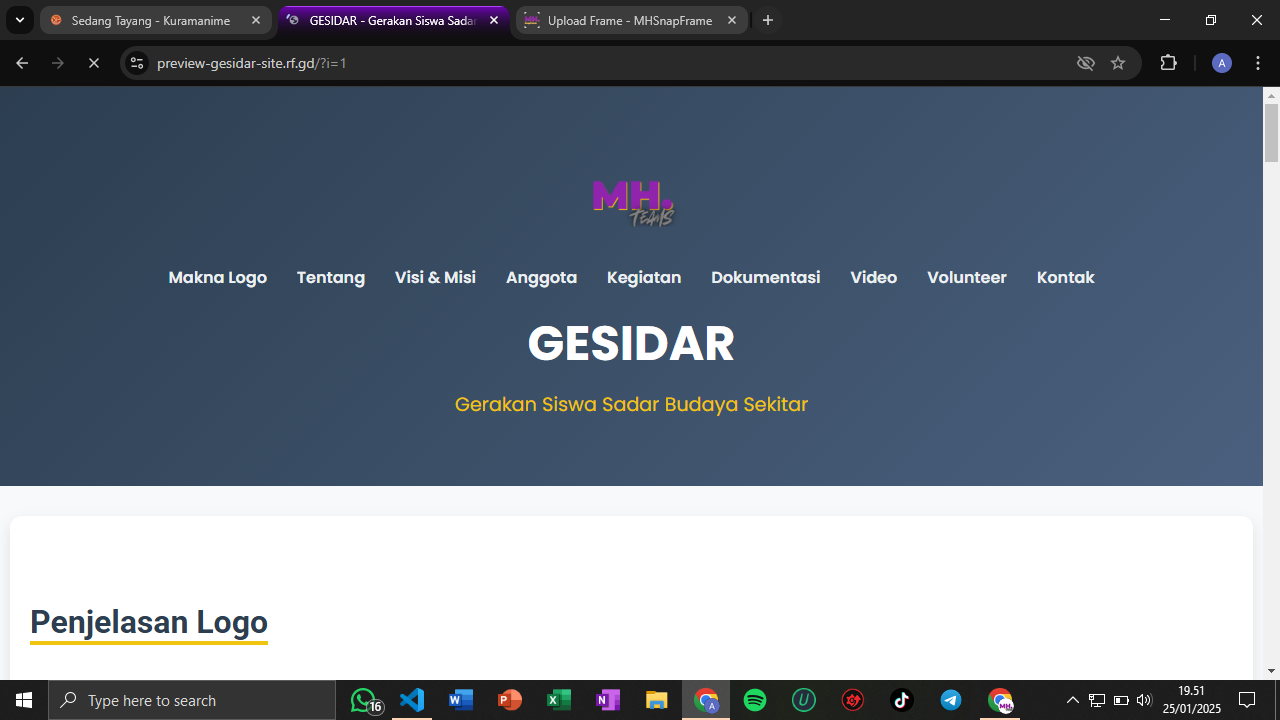 Sedang Tayang - Kuramanime
GESIDAR - Gerakan Siswa Sadar
Upload Frame - MHSnapFrame
preview-gesidar-site.rf.gd/?i=1
A
MH.
TEAMS
Makna Logo Tentang Visi & Misi Anggota Kegiatan Dokumentasi Video Volunteer Kontak
GESIDAR
Gerakan Siswa Sadar Budaya Sekitar
Penjelasan Logo
Type here to search
16
19.51
25/01/2025